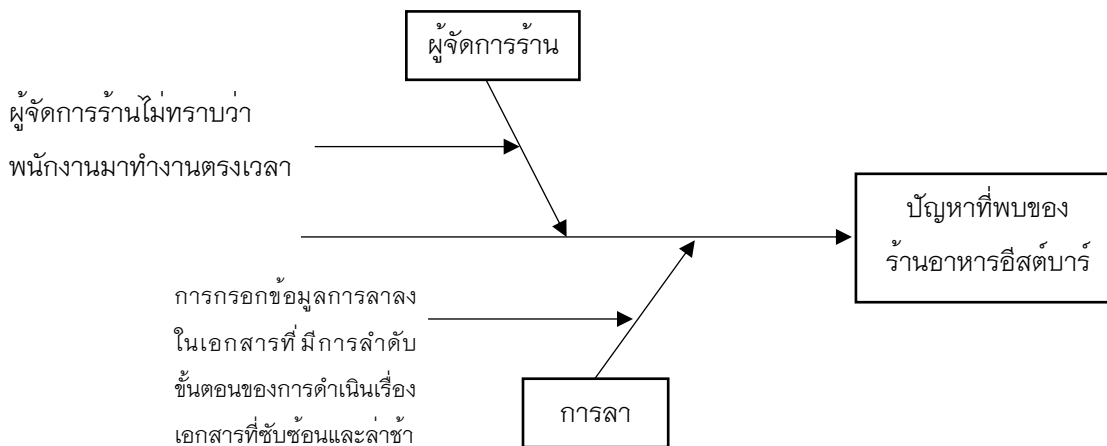 ผู้จัดการร้าน
ผู้จัดการร้านไม่ทราบว่า
พนักงานมาทำงานตรงเวลา
ปัญหาที่พบของ
ร้านอาหารอีสต์บาร์
การกรอกข้อมูลการลาลง
ในเอกสารที่ มีการลำดับ
ขั้นตอนของการดำเนินเรื่อง
เอกสารที่ซับซ้อนและล่าช้า
การลา